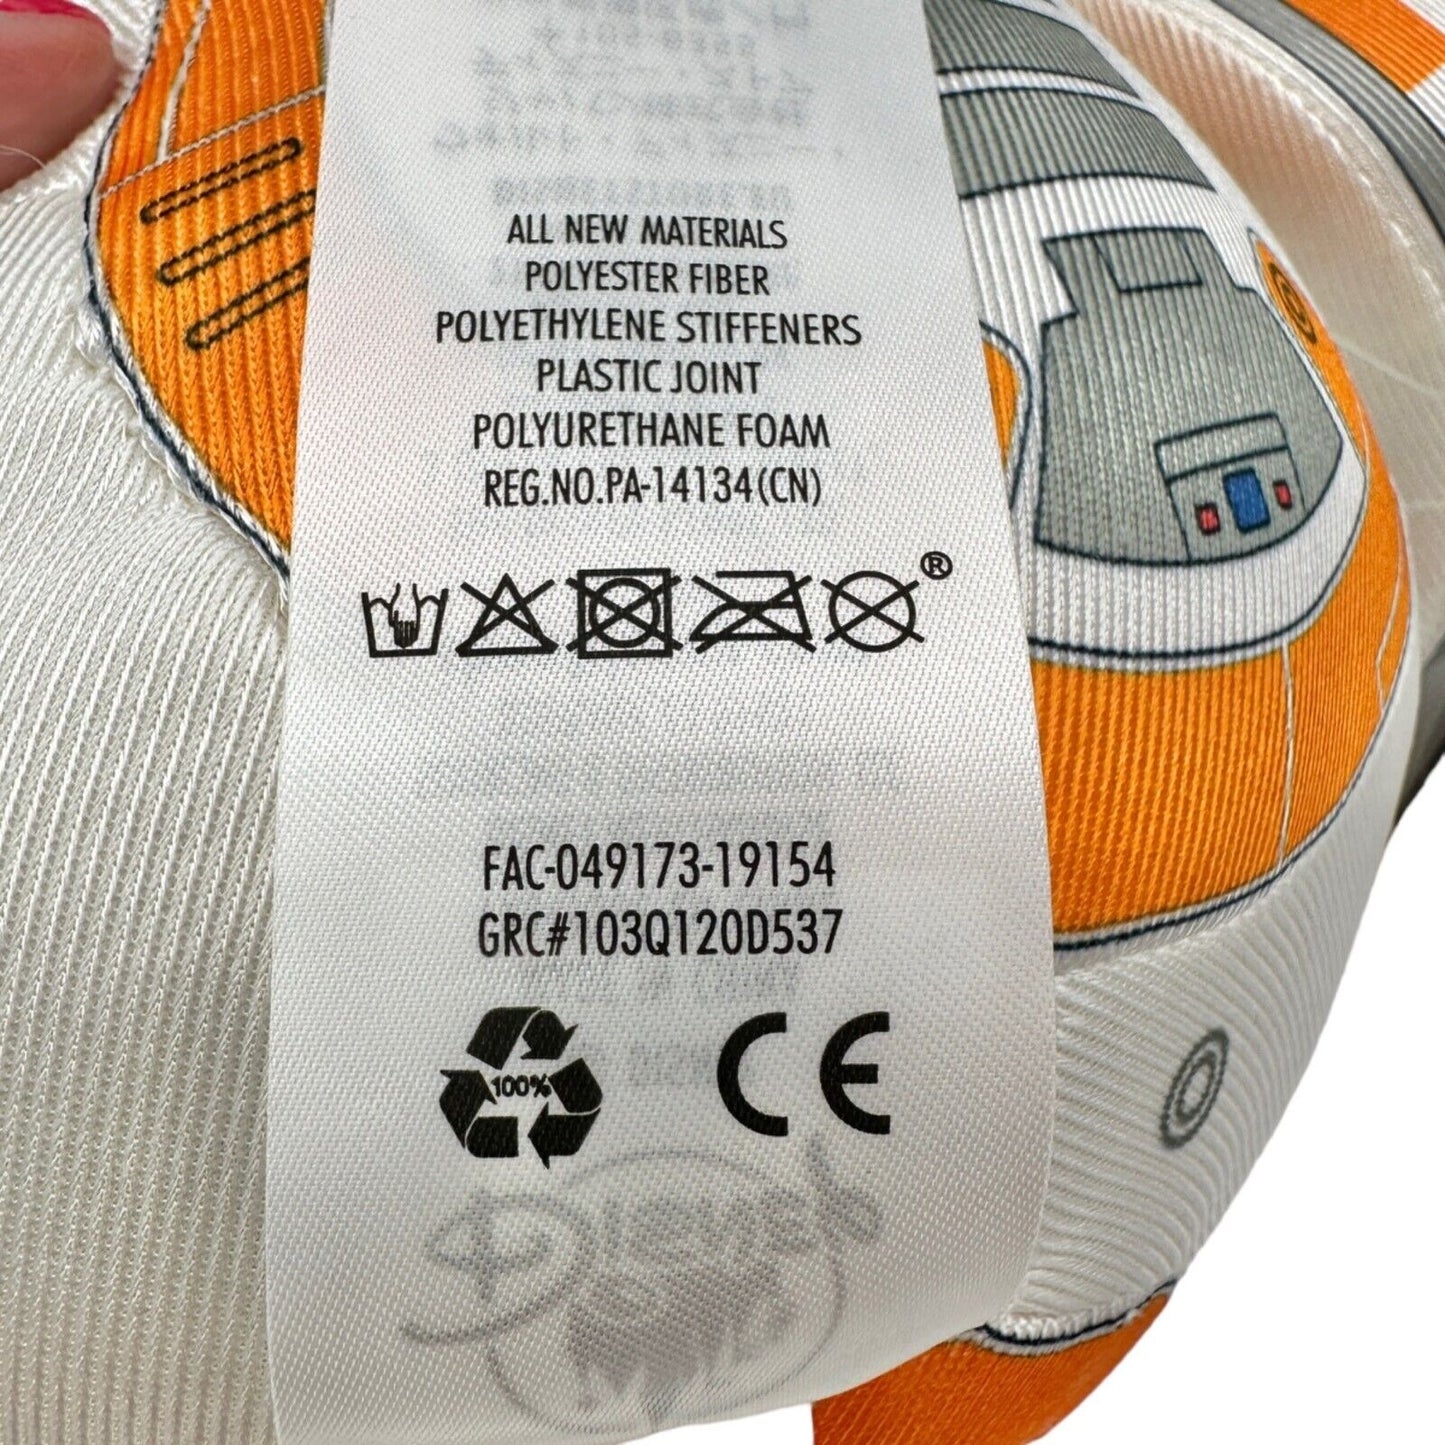 ALL NEW MATERIALS
POLYESTER FIBER
POLYETHYLENE STIFFENERS
PLASTIC JOINT
POLYURETHANE FOAM
REG.NO.PA-14134(CN)
®
FAC-049173-19154
GRC#103Q120D537
100%
CE